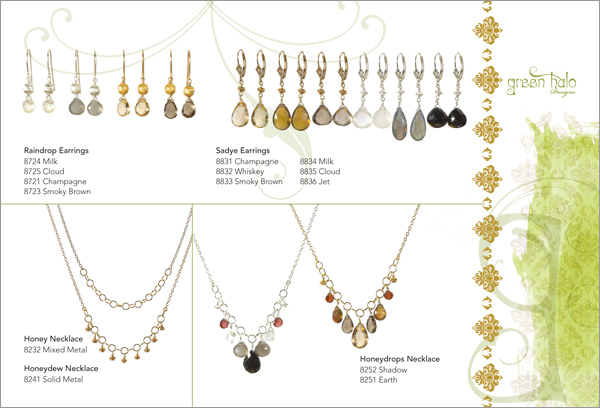 green halo
Designs
Raindrop Earrings
8724 Milk
8725 Cloud
8721 Champagne
8723 Smoky Brown
Sadye Earrings
8831 Champagne
8832 Whiskey
8833 Smoky Brown
8834 Milk
8835 Cloud
8836 Jet
Honey Necklace
8232 Mixed Metal
Honeydew Necklace
8241 Solid Metal
Honeydrops Necklace
8252 Shadow
8251 Earth